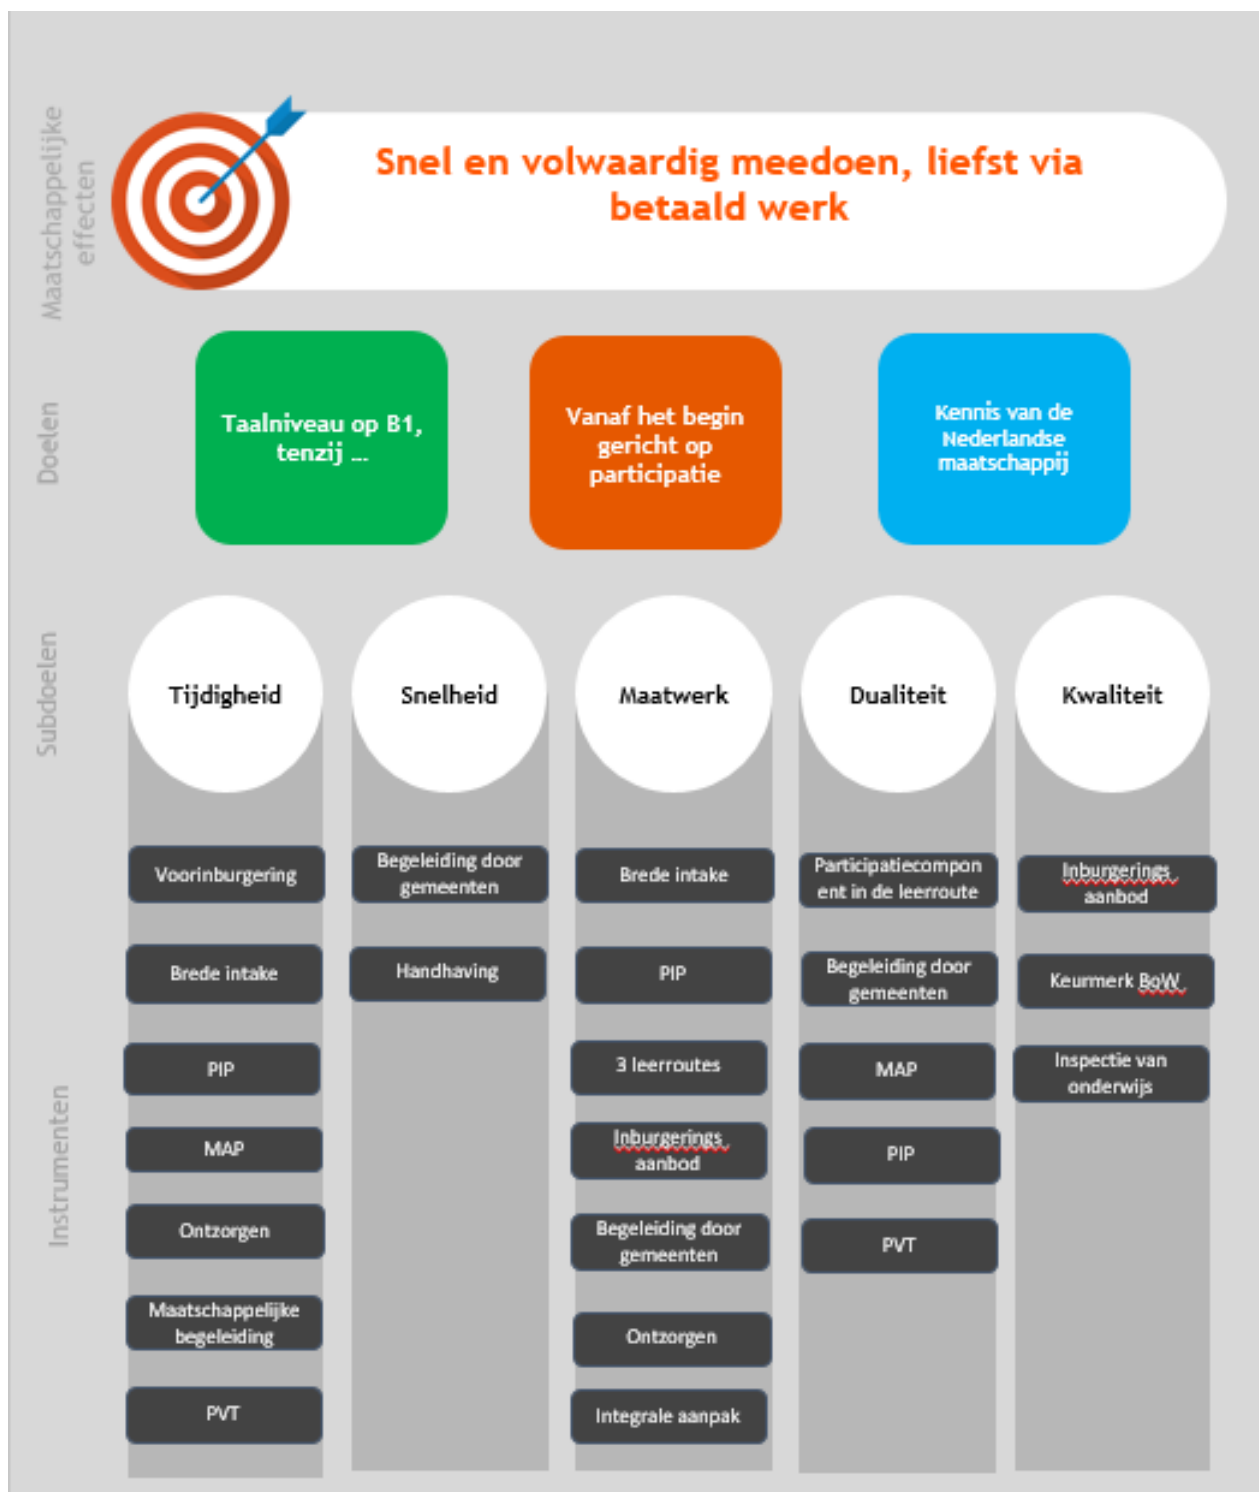 Maatschappelijke
effecten
Snel en volwaardig meedoen, liefst via
betaald werk
Doelen
Taalniveau op B1,
tenzij ...
Vanaf het begin
gericht op
participatie
Kennis van de
Nederlandse
maatschappij
Subdoelen
Tijdigheid
Snelheid
Maatwerk
Dualiteit
Kwaliteit
Instrumenten
Voorinburgering
Brede intake
PIP
MAP
Ontzorgen
Maatschappelijke
begeleiding
PVT
Begeleiding door
gemeenten
Handhaving
Brede intake
PIP
3 leerroutes
Inburgerings
aanbod
Begeleiding door
gemeenten
Ontzorgen
Integrale aanpak
Participatiecompon
ent in de leerroute
Begeleiding door
gemeenten
MAP
PIP
PVT
Inburgerings
aanbod
Keurmerk BoW
Inspectie van
onderwijs